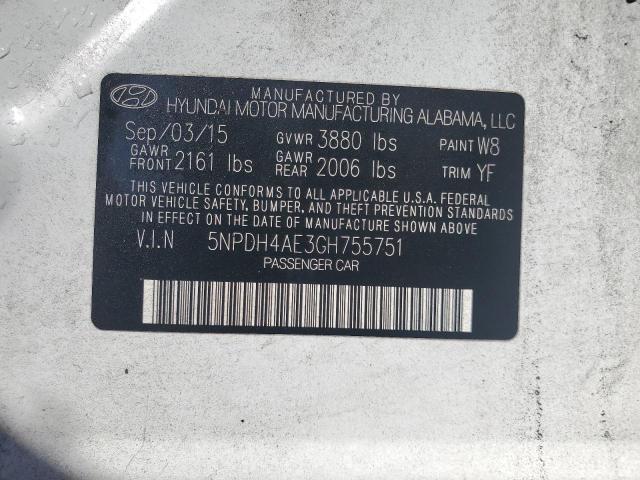 MANUFACTURED BY
HYUNDAI MOTOR MANUFACTURING ALABAMA, LLC
Sep/03/15 GVWR 3880 lbs PAINT W8
GAWR FRONT 2161 lbs GAWR REAR 2006 lbs TRIM YF
THIS VEHICLE CONFORMS TO ALL APPLICABLE U.S.A. FEDERAL
MOTOR VEHICLE SAFETY, BUMPER, AND THEFT PREVENTION STANDARDS
IN EFFECT ON THE DATE OF MANUFACTURE SHOWN ABOVE.
V.I.N 5NPDH4AE3GH755751
PASSENGER CAR